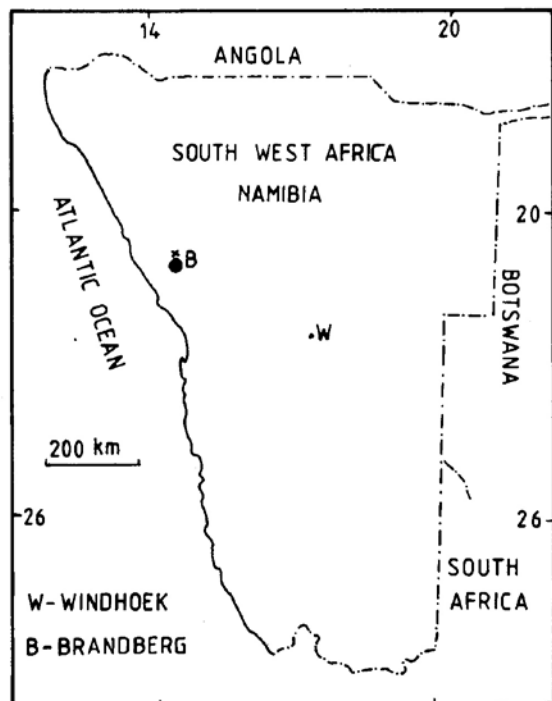 14 20
ANGOLA
SOUTH WEST AFRICA
NAMIBIA
20
ATLANTIC OCEAN
B
BOTSWANA
W
200 km
26 26
SOUTH
AFRICA
W-WINDHOEK
B-BRANDBERG